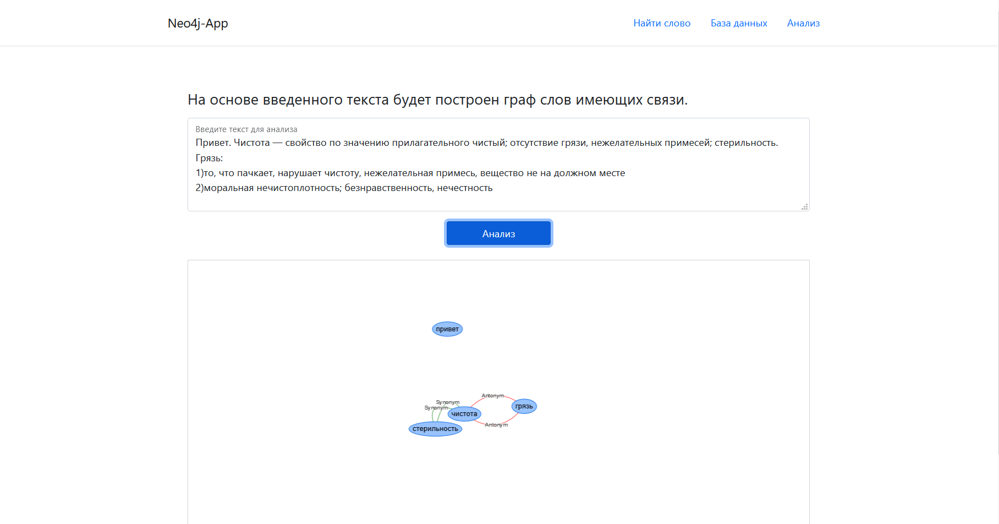 Neo4j-App
Найти слово
База данных
Анализ
На основе введенного текста будет построен граф слов имеющих связи.
Введите текст для анализа
Привет. Чистота — свойство по значению прилагательного чистый; отсутствие грязи, нежелательных примесей; стерильность.
Грязь:
1)то, что пачкает, нарушает чистоту, нежелательная примесь, вещество не на должном месте
2)моральная нечистоплотность; безнравственность, нечестность
Анализ
привет
Antonym
Synonym
Synonym
грязь
чистота
Antonym
стерильность